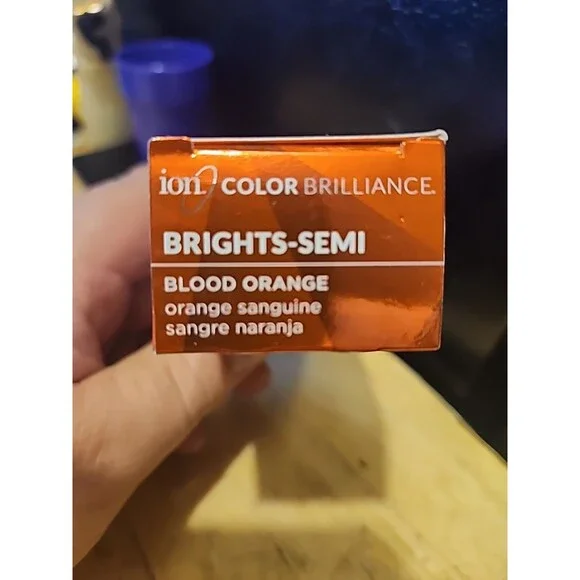 ion COLOR BRILLIANCE
BRIGHTS-SEMI
BLOOD ORANGE
orange sanguine
sangre naranja